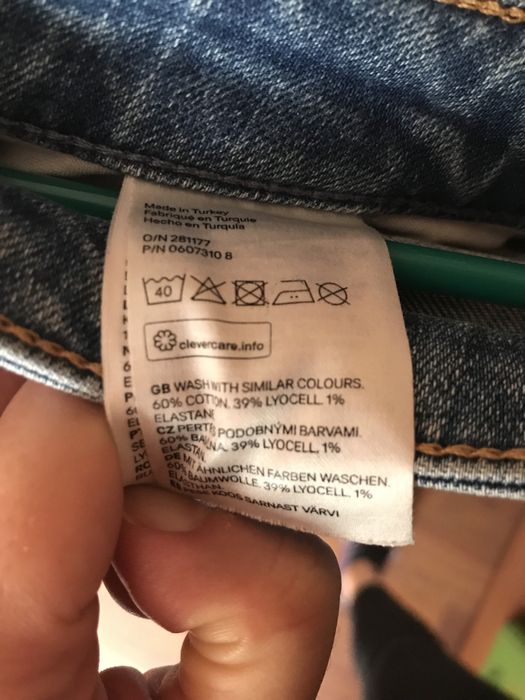 Made in Turkey
Fabriqué en Turquie
Hecho en Turquía
O/N 281177
P/N 0607310 8
40
clevercare.info
GB WASH WITH SIMILAR COLOURS.
60% COTTON, 39% LYOCELL, 1%
ELASTANE
CZ PERTE PODOBNÝMI BARVAMI.
60% BAVLNA, 39% LYOCELL, 1%
ELASTAN
DE MIT ÄHNLICHEN FARBEN WASCHEN.
60% BAUMWOLLE, 39% LYOCELL, 1%
ELASTHAN
PESE KOOS SARNAST VÄRVI